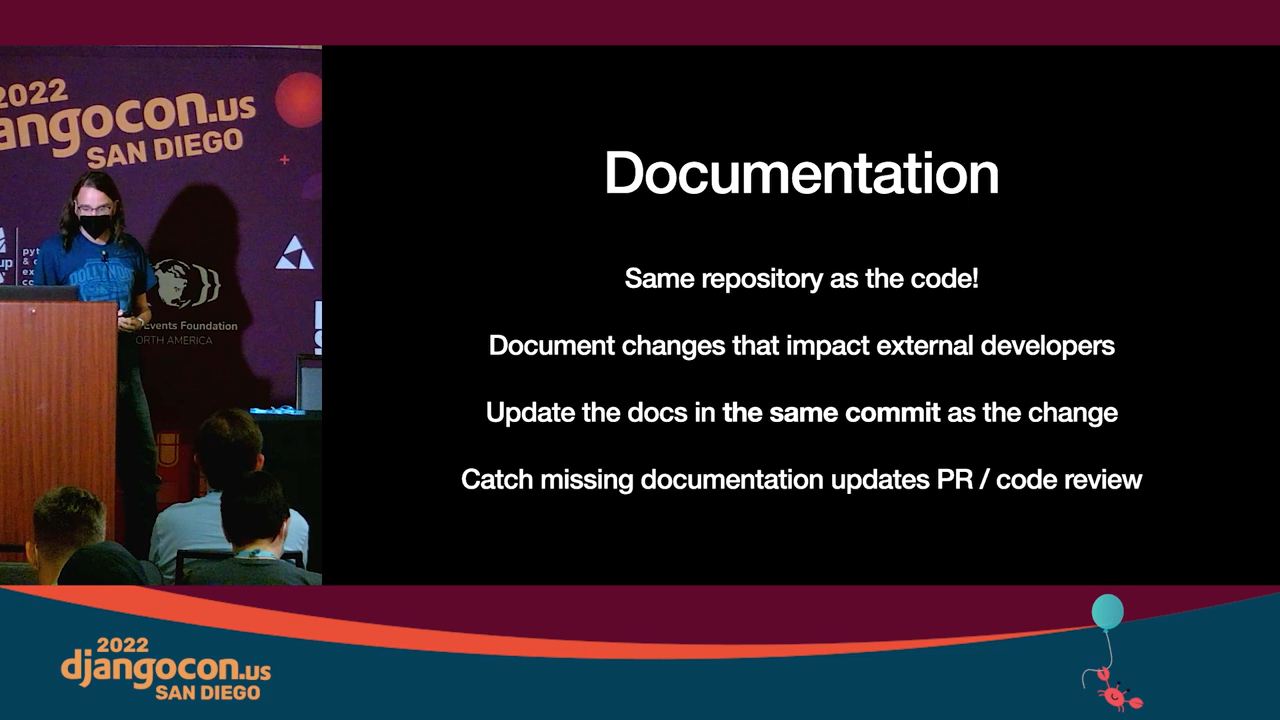 2022
angocon.us
SAN DIEGO
Events Foundation
ORTH AMERICA
Documentation
Same repository as the code!
Document changes that impact external developers
Update the docs in the same commit as the change
Catch missing documentation updates PR / code review
2022
djangocon.us
SAN DIEGO